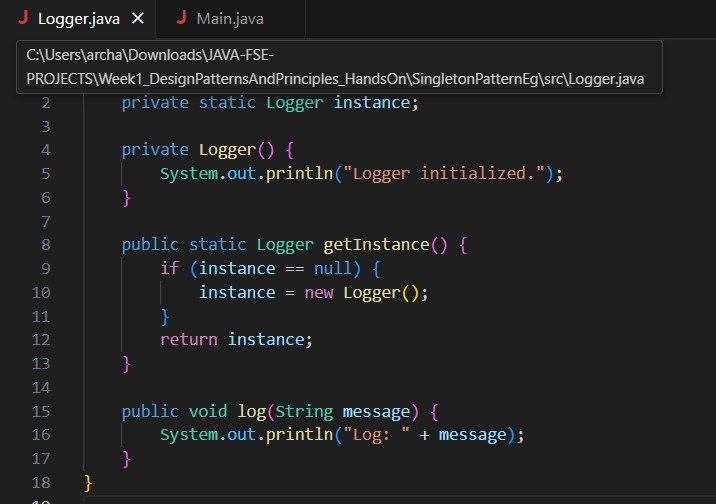 J Logger.java ×
J Main.java
C:\Users\archa\Downloads\JAVA-FSE-
PROJECTS\Week1_DesignPatternsAndPrinciples_HandsOn\SingletonPatternEg\src\Logger.java
2     private static Logger instance;
3
4     private Logger() {
5         System.out.println("Logger initialized.");
6     }
7
8     public static Logger getInstance() {
9         if (instance == null) {
10             instance = new Logger();
11         }
12         return instance;
13     }
14
15     public void log(String message) {
16         System.out.println("Log: " + message);
17     }
18 }